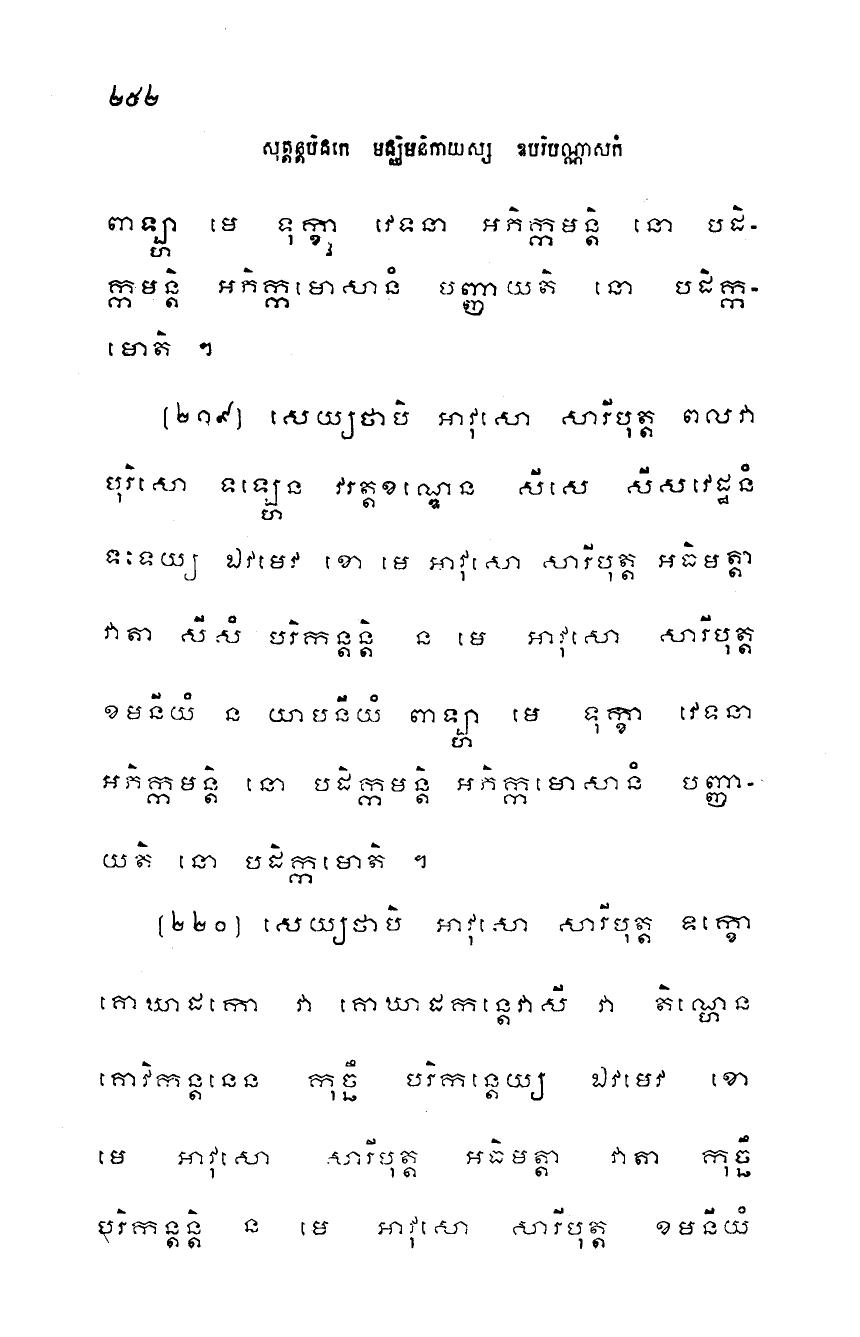 ២៥២
សុត្តន្តបិដកេ មជ្ឈិមនិកាយស្ស ឧបរិបណ្ណាសកំ
ពាឡ្ហា មេ ទុក្ខា វេទនា អភិក្កមន្តិ នោ បដិ-
ក្កមន្តិ អភិក្កមោសានំ បញ្ញាយតិ នោ បដិក្ក-
មោតិ ។
(២១៩) សេយ្យថាបិ អាវុសោ សារីបុត្ត ពលវា
បុរិសោ ទឡ្ហេន វរត្តខណ្ឌេន សីសេ សីសវេដ្ឋនំ
ទទេយ្យ ឯវមេវ ខោ មេ អាវុសោ សារីបុត្ត អធិមត្តា
វាតា សីសំ បរិកន្តន្តិ ន មេ អាវុសោ សារីបុត្ត
ខមនីយំ ន យាបនីយំ ពាឡ្ហា មេ ទុក្ខា វេទនា
អភិក្កមន្តិ នោ បដិក្កមន្តិ អភិក្កមោសានំ បញ្ញា-
យតិ នោ បដិក្កមោតិ ។
(២២០) សេយ្យថាបិ អាវុសោ សារីបុត្ត ឧក្ខោ
គោឃាដកោ វា គោឃាដកន្តេវាសី វា តិណ្ហេន
គោវិកន្តនេន កុច្ឆឹ បរិកន្តេយ្យ ឯវមេវ ខោ
មេ អាវុសោ សារីបុត្ត អធិមត្តា វាតា កុច្ឆឹ
បរិកន្តន្តិ ន មេ អាវុសោ សារីបុត្ត ខមនីយំ